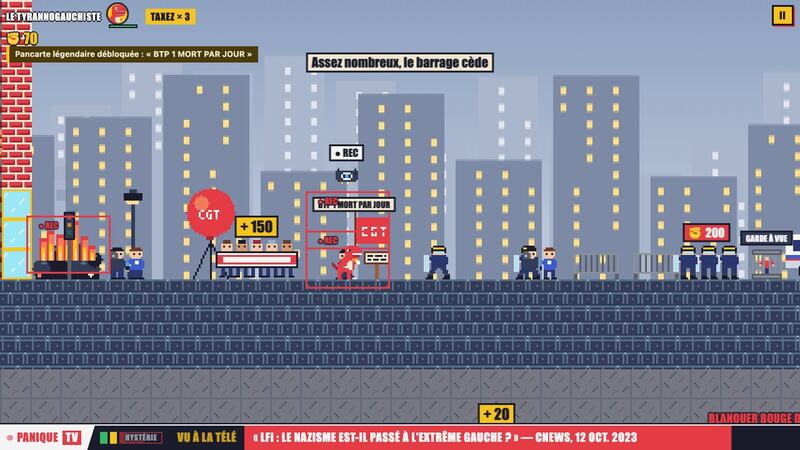 LE TYRANNOGAUCHISTE
TAXEZ × 3
70
Pancarte légendaire débloquée : « BTP 1 MORT PAR JOUR »
Assez nombreux, le barrage cède
● REC
● REC
BTP 1 MORT PAR JOUR
CGT
+ 150
CGT
● REC
● REC
200
GARDE À VUE
+ 20
BLANQUER BOUGE D
● PANIQUE TV
HYSTÉRIE
VU À LA TÉLÉ
« LFI : LE NAZISME EST-IL PASSÉ À L'EXTRÊME GAUCHE ? » — CNEWS, 12 OCT. 2023